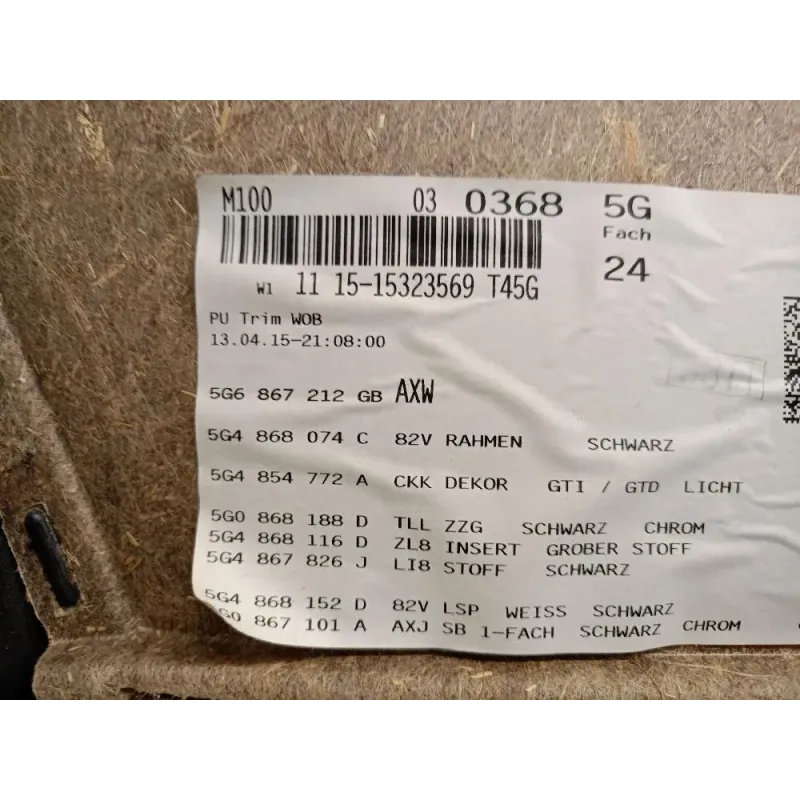 M100 03 0368 5G
Fach
W1 11 15-15323569 T45G 24
PU Trim WOB
13.04.15-21:08:00
5G6 867 212 GB AXW
5G4 868 074 C 82V RAHMEN SCHWARZ
5G4 854 772 A CKK DEKOR GTI / GTD LICHT
5G0 868 188 D TLL ZZG SCHWARZ CHROM
5G4 868 116 D ZL8 INSERT GROBER STOFF
5G4 867 826 J LI8 STOFF SCHWARZ
5G4 868 152 D 82V LSP WEISS SCHWARZ
5G0 867 101 A AXJ SB 1-FACH SCHWARZ CHROM